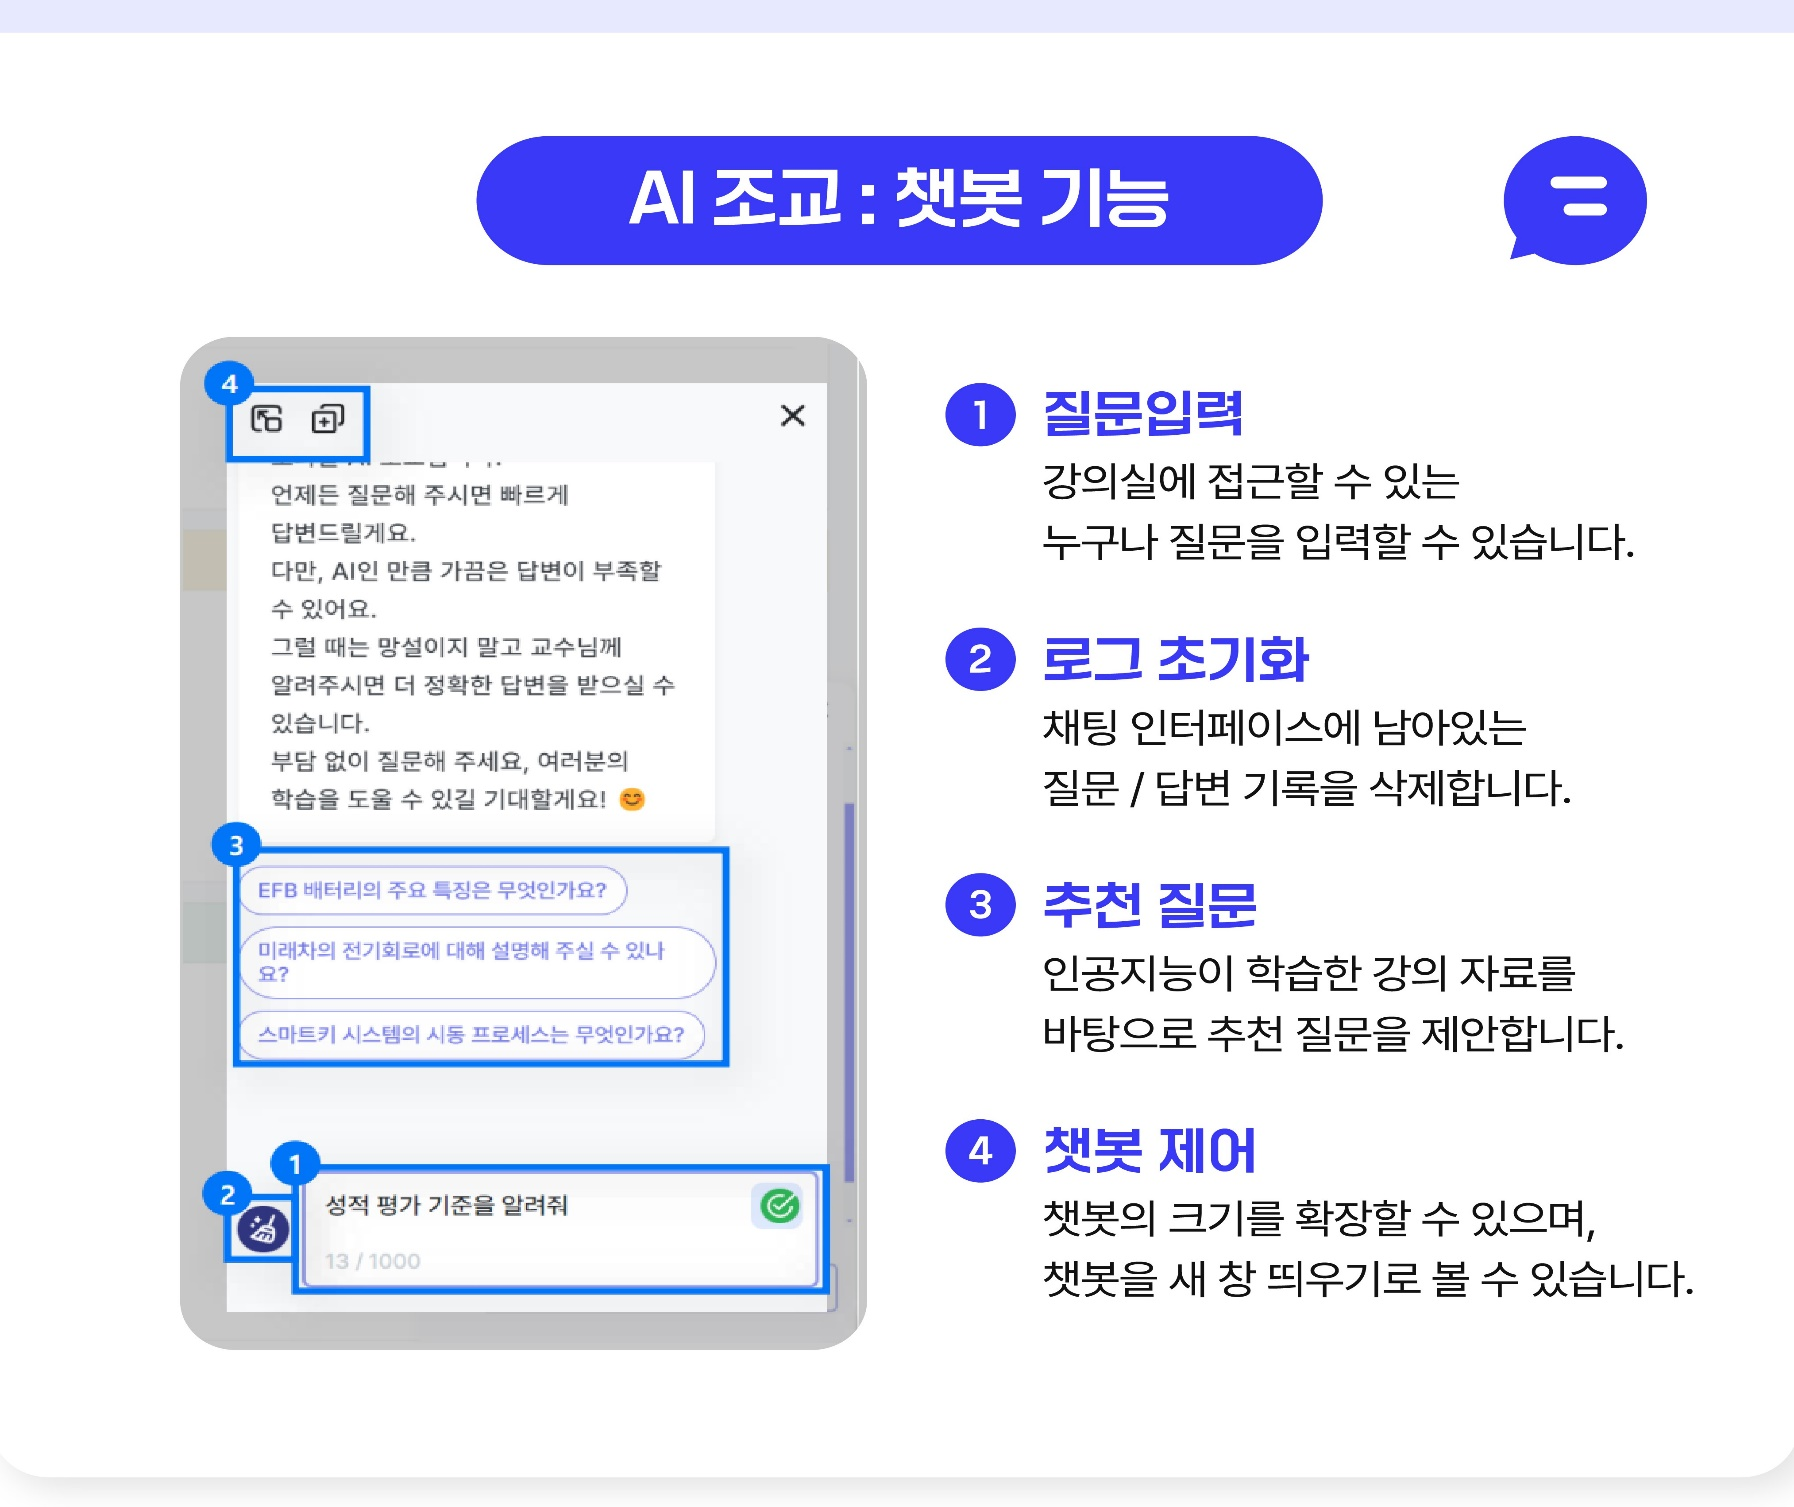 AI 조교 : 챗봇 기능
4
언제든 질문해 주시면 빠르게
답변드릴게요.
다만, AI인 만큼 가끔은 답변이 부족할
수 있어요.
그럴 때는 망설이지 말고 교수님께
알려주시면 더 정확한 답변을 받으실 수
있습니다.
부담 없이 질문해 주세요, 여러분의
학습을 도울 수 있길 기대할게요! 😊
3
EFB 배터리의 주요 특징은 무엇인가요?
미래차의 전기회로에 대해 설명해 주실 수 있나
요?
스마트키 시스템의 시동 프로세스는 무엇인가요?
1
2
성적 평가 기준을 알려줘
13 / 1000
1 질문입력
강의실에 접근할 수 있는
누구나 질문을 입력할 수 있습니다.
2 로그 초기화
채팅 인터페이스에 남아있는
질문 / 답변 기록을 삭제합니다.
3 추천 질문
인공지능이 학습한 강의 자료를
바탕으로 추천 질문을 제안합니다.
4 챗봇 제어
챗봇의 크기를 확장할 수 있으며,
챗봇을 새 창 띄우기로 볼 수 있습니다.